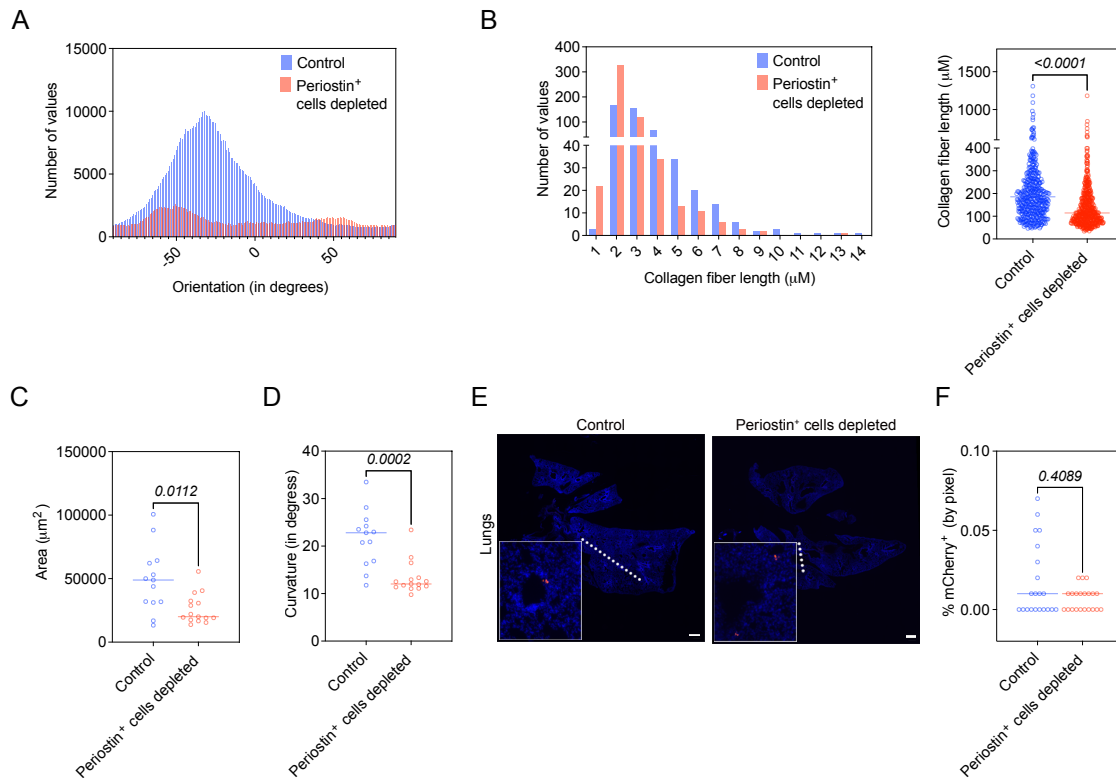 A
15000
10000
5000
0
Number of values
-50
0
50
Orientation (in degrees)
Control
Periostin⁺
cells depleted
B
400
300
200
100
40
30
20
10
0
Number of values
1 2 3 4 5 6 7 8 9 10 11 12 13 14
Collagen fiber length (μM)
Control
Periostin⁺
cells depleted
<0.0001
1500
1000
400
300
200
100
0
Collagen fiber length (μM)
Control
Periostin⁺ cells depleted
C
150000
100000
50000
0
Area (μm²)
0.0112
Control
Periostin⁺ cells depleted
D
40
30
20
10
0
Curvature (in degress)
0.0002
Control
Periostin⁺ cells depleted
E
Control
Periostin⁺ cells depleted
Lungs
F
0.10
0.05
0.00
% mCherry⁺ (by pixel)
0.4089
Control
Periostin⁺ cells depleted